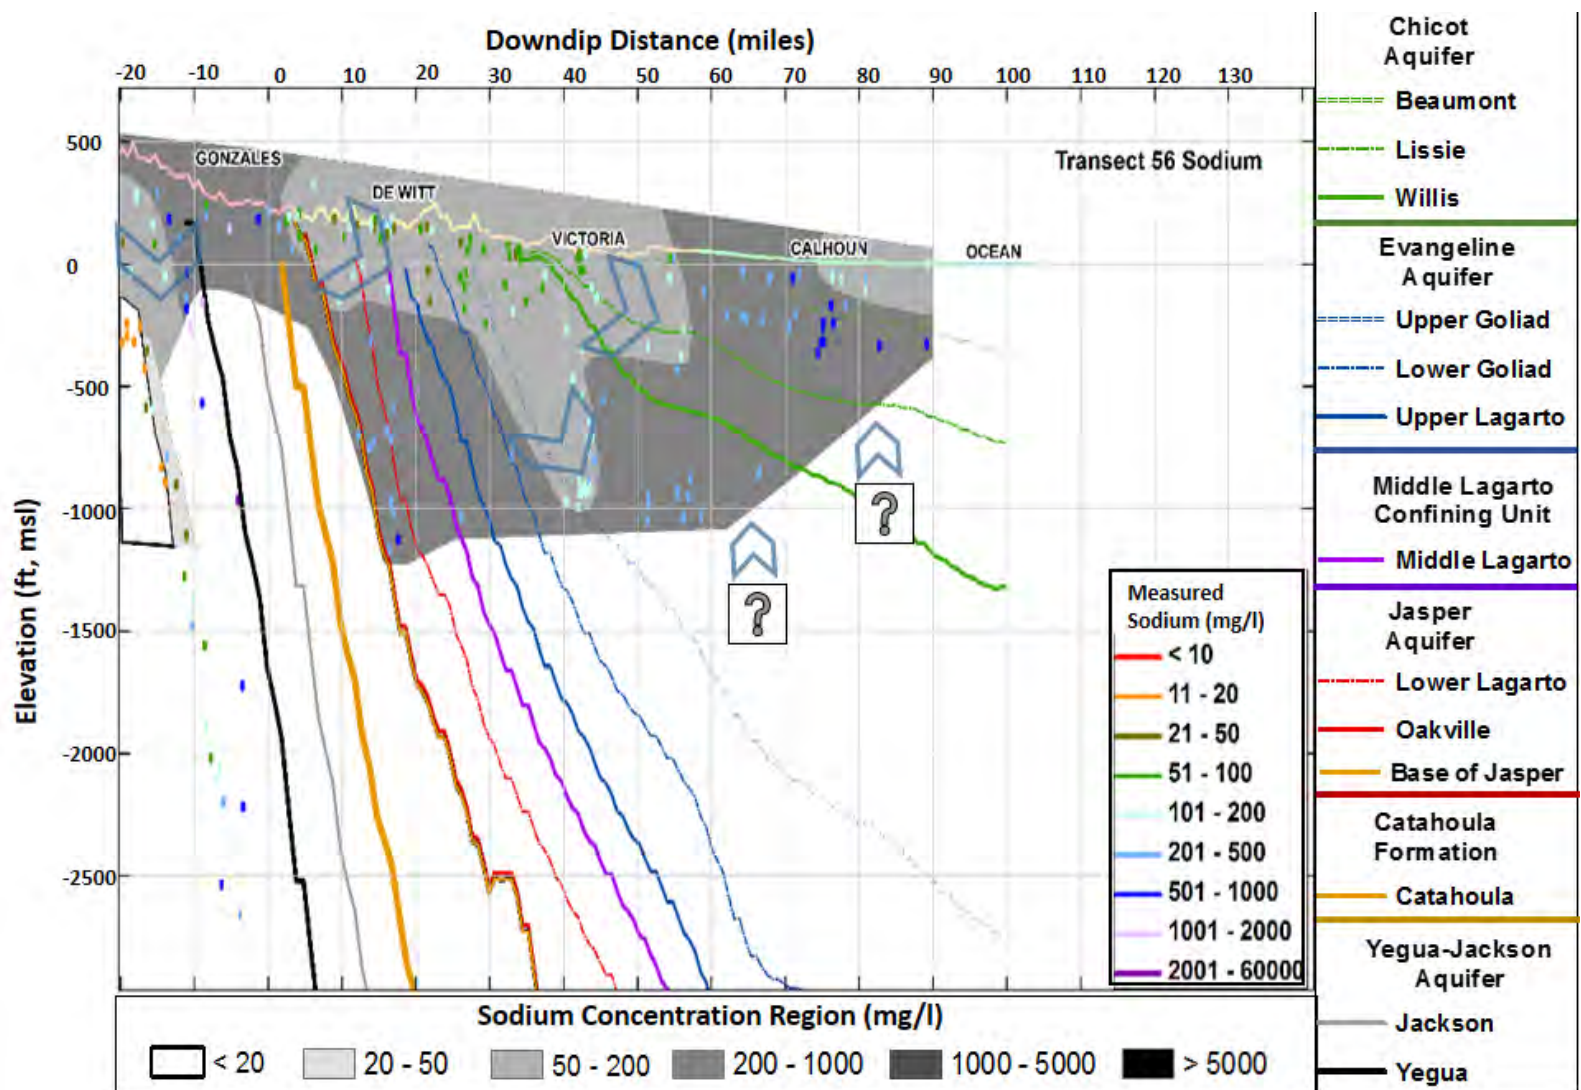 Downdip Distance (miles)
-20 -10 0 10 20 30 40 50 60 70 80 90 100 110 120 130
Elevation (ft, msl)
500
0
-500
-1000
-1500
-2000
-2500
GONZALES
DE WITT
VICTORIA
CALHOUN
OCEAN
Transect 56 Sodium
?
?
Measured
Sodium (mg/l)
< 10
11 - 20
21 - 50
51 - 100
101 - 200
201 - 500
501 - 1000
1001 - 2000
2001 - 60000
Sodium Concentration Region (mg/l)
< 20 20 - 50 50 - 200 200 - 1000 1000 - 5000 > 5000
Chicot
Aquifer
Beaumont
Lissie
Willis
Evangeline
Aquifer
Upper Goliad
Lower Goliad
Upper Lagarto
Middle Lagarto
Confining Unit
Middle Lagarto
Jasper
Aquifer
Lower Lagarto
Oakville
Base of Jasper
Catahoula
Formation
Catahoula
Yegua-Jackson
Aquifer
Jackson
Yegua